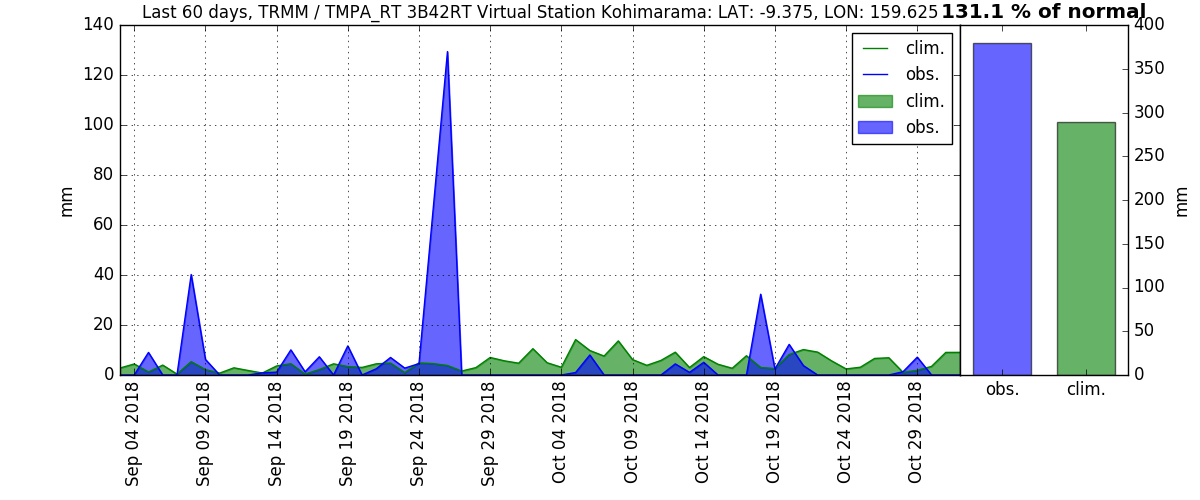 Last 60 days, TRMM / TMPA_RT 3B42RT Virtual Station Kohimarama: LAT: -9.375, LON: 159.625
131.1 % of normal
mm
140
120
100
80
60
40
20
0
clim.
obs.
clim.
obs.
Sep 04 2018
Sep 09 2018
Sep 14 2018
Sep 19 2018
Sep 24 2018
Sep 29 2018
Oct 04 2018
Oct 09 2018
Oct 14 2018
Oct 19 2018
Oct 24 2018
Oct 29 2018
400
350
300
250
200
150
100
50
0
mm
obs.
clim.